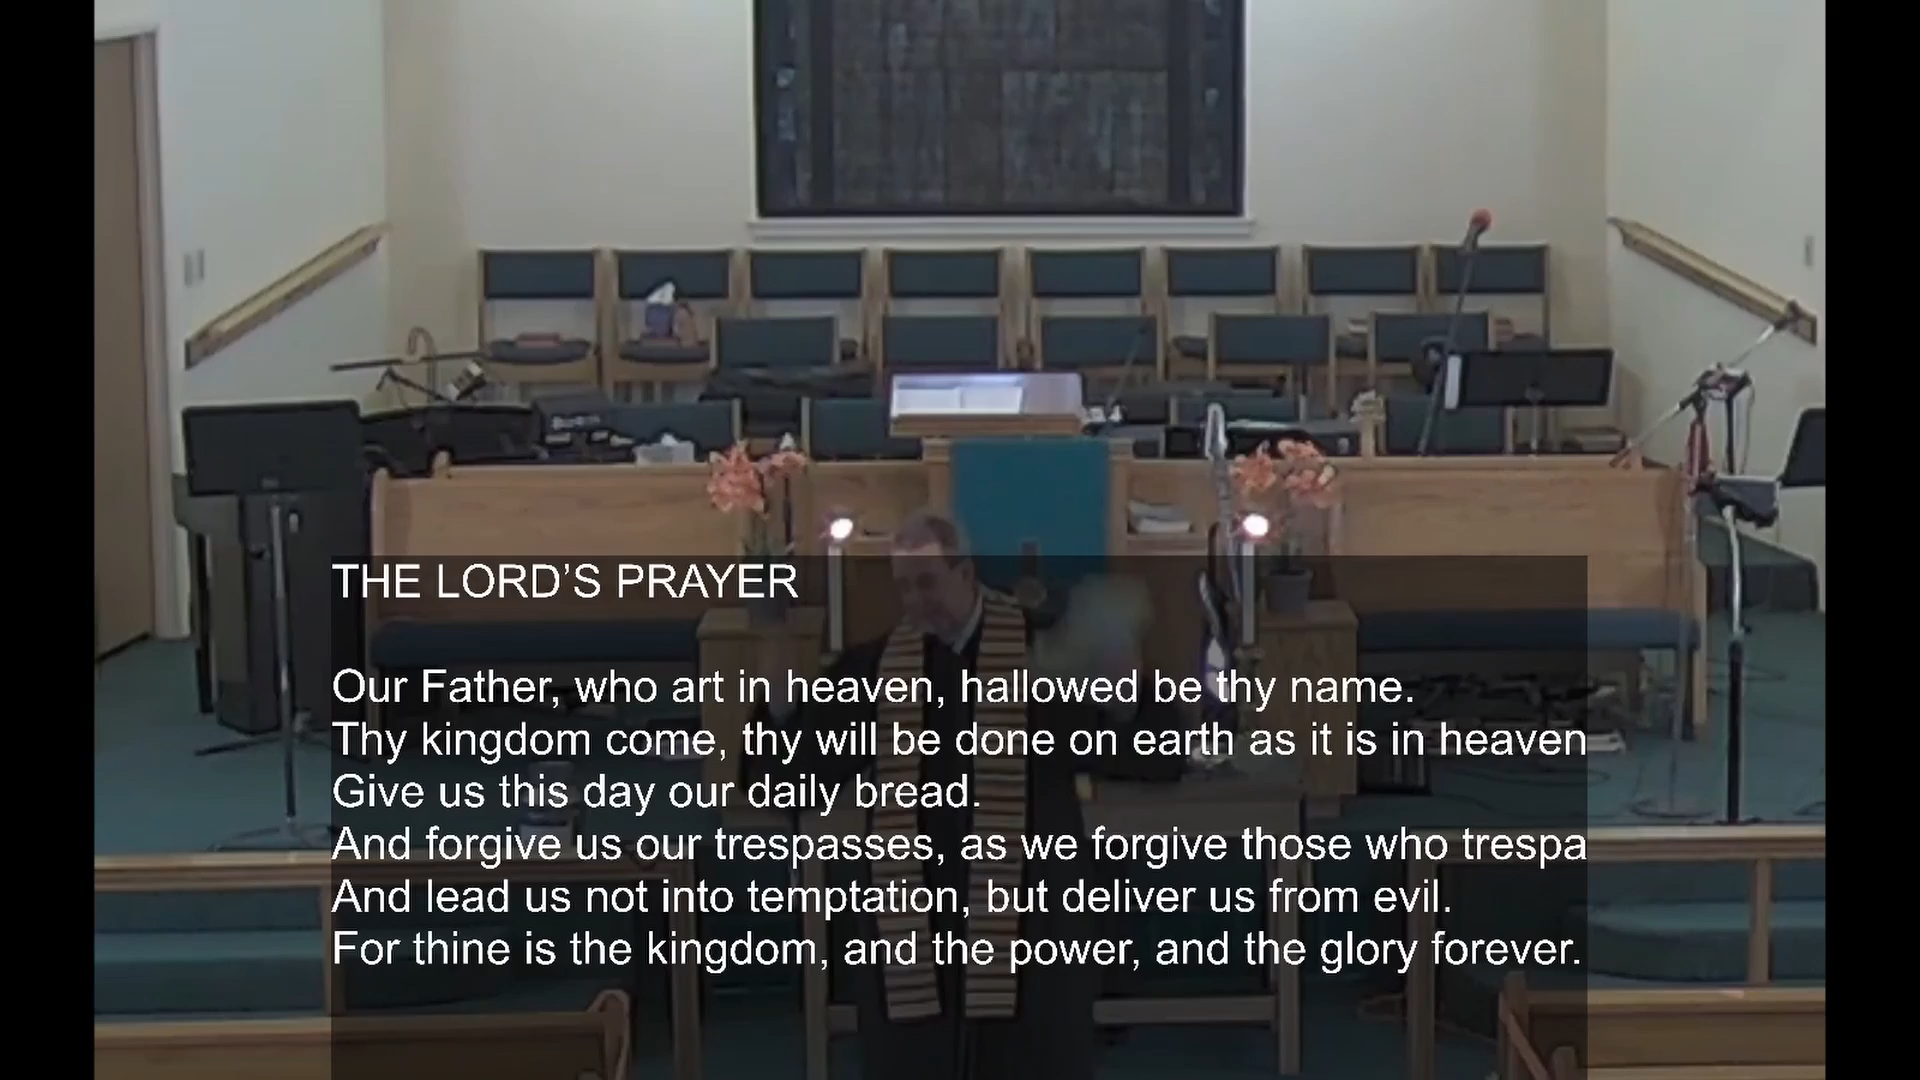 THE LORD’S PRAYER
Our Father, who art in heaven, hallowed be thy name.
Thy kingdom come, thy will be done on earth as it is in heaven
Give us this day our daily bread.
And forgive us our trespasses, as we forgive those who trespa
And lead us not into temptation, but deliver us from evil.
For thine is the kingdom, and the power, and the glory forever.